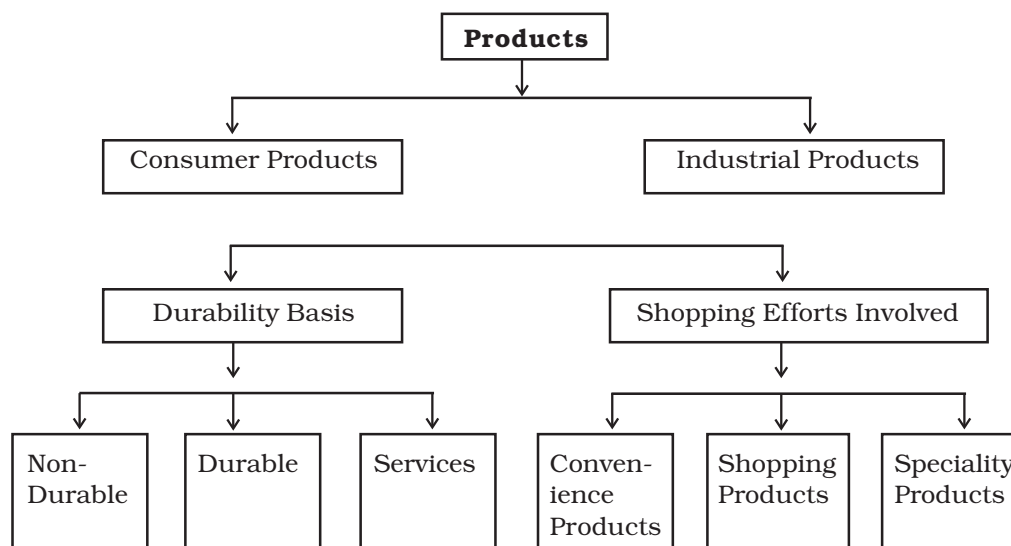 Products
Consumer Products
Industrial Products
Durability Basis
Shopping Efforts Involved
Non-
Durable
Durable
Services
Conven-
ience
Products
Shopping
Products
Speciality
Products